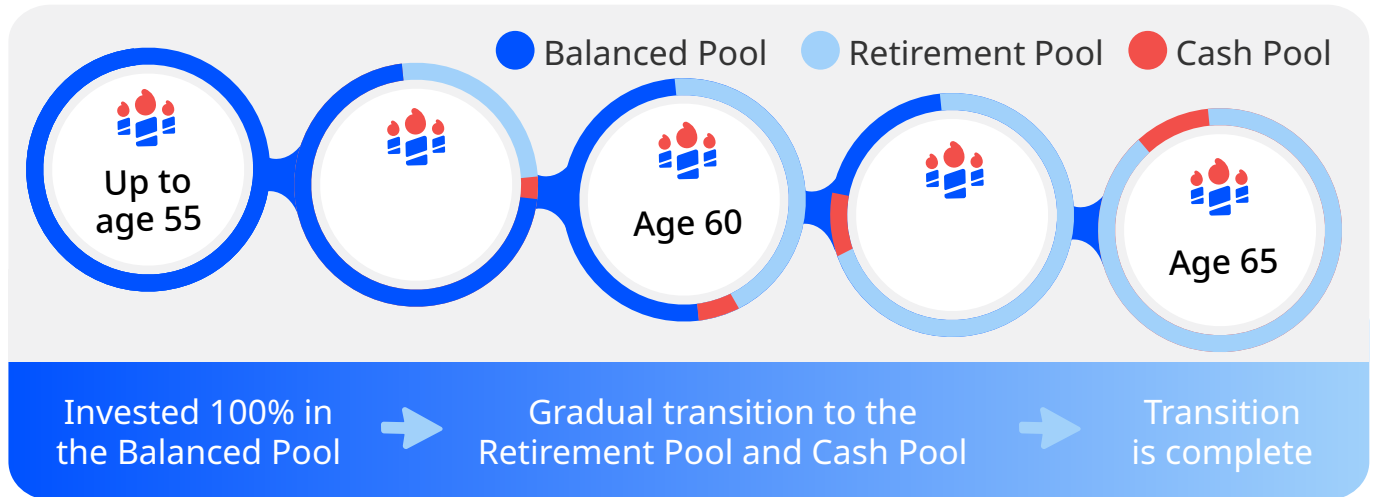 Balanced Pool
Retirement Pool
Cash Pool
Up to
age 55
Age 60
Age 65
Invested 100% in
the Balanced Pool
Gradual transition to the
Retirement Pool and Cash Pool
Transition
is complete